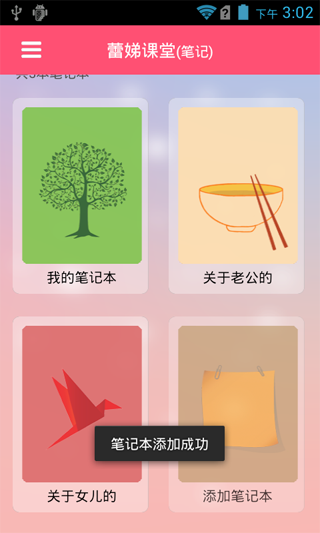 下午 3:02
蕾娣课堂(笔记)
共3本笔记本
我的笔记本
关于老公的
笔记本添加成功
关于女儿的
添加笔记本